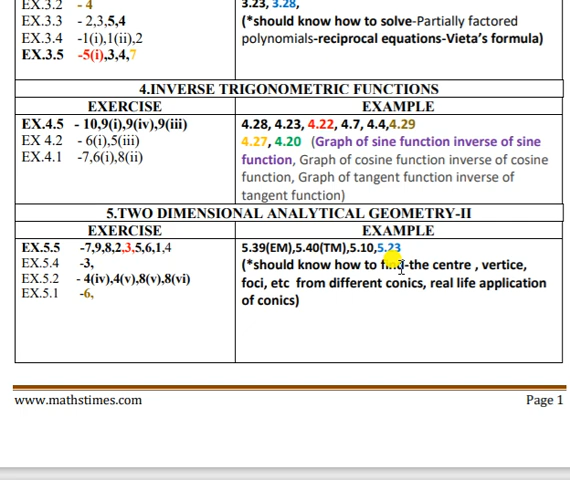 EX.3.2 - 4
3.23, 3.28,
EX.3.3 - 2,3,5,4
(*should know how to solve-Partially factored
EX.3.4 -1(i),1(ii),2
polynomials-reciprocal equations-Vieta's formula)
EX.3.5 -5(i),3,4,7
4.INVERSE TRIGONOMETRIC FUNCTIONS
EXERCISE EXAMPLE
EX.4.5 - 10,9(i),9(iv),9(iii)
EX 4.2 - 6(i),5(iii)
EX.4.1 -7,6(i),8(ii)
4.28, 4.23, 4.22, 4.7, 4.4,4.29
4.27, 4.20 (Graph of sine function inverse of sine
function, Graph of cosine function inverse of cosine
function, Graph of tangent function inverse of
tangent function)
5.TWO DIMENSIONAL ANALYTICAL GEOMETRY-II
EXERCISE EXAMPLE
EX.5.5 -7,9,8,2,3,5,6,1,4
EX.5.4 -3,
EX.5.2 - 4(iv),4(v),8(v),8(vi)
EX.5.1 -6,
5.39(EM),5.40(TM),5.10,5.23
(*should know how to find-the centre , vertice,
foci, etc from different conics, real life application
of conics)
www.mathstimes.com Page 1